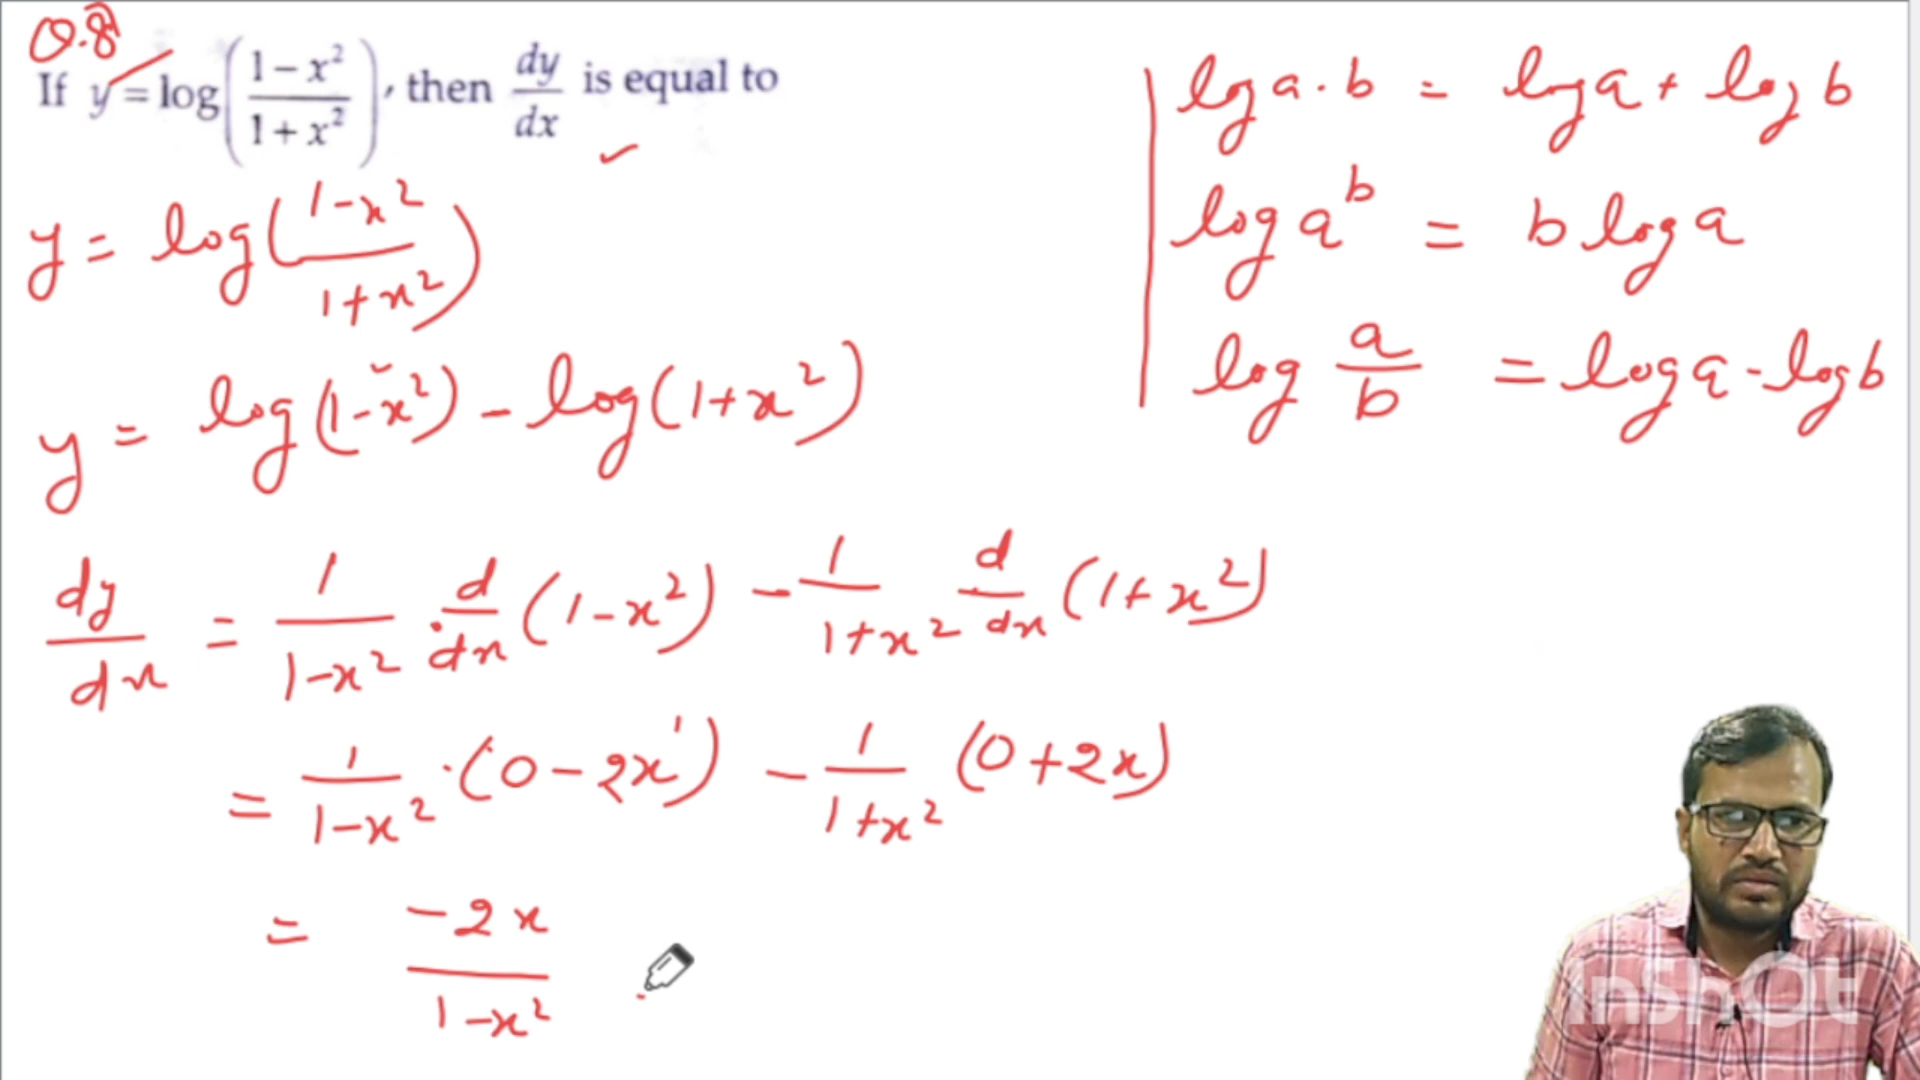 Q.8
If y = log((1 − x²)/(1 + x²)), then dy/dx is equal to
y = log((1 − x²)/(1 + x²))
y = log(1 − x²) − log(1 + x²)
dy/dx = 1/(1 − x²) · d/dx (1 − x²) − 1/(1 + x²) d/dx (1 + x²)
= 1/(1 − x²) · (0 − 2x¹) − 1/(1 + x²) (0 + 2x)
= −2x/(1 − x²)
log a · b = log a + log b
log aᵇ = b log a
log a/b = log a − log b
InShOt